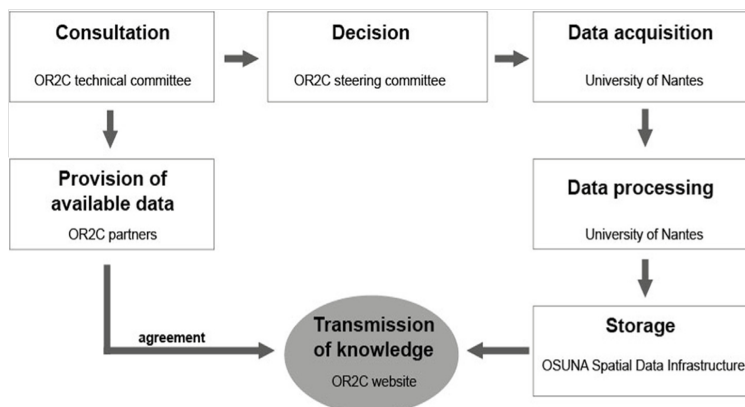 Consultation
OR2C technical committee
Decision
OR2C steering committee
Data acquisition
University of Nantes
Provision of
available data
OR2C partners
Data processing
University of Nantes
agreement
Transmission
of knowledge
OR2C website
Storage
OSUNA Spatial Data Infrastructure